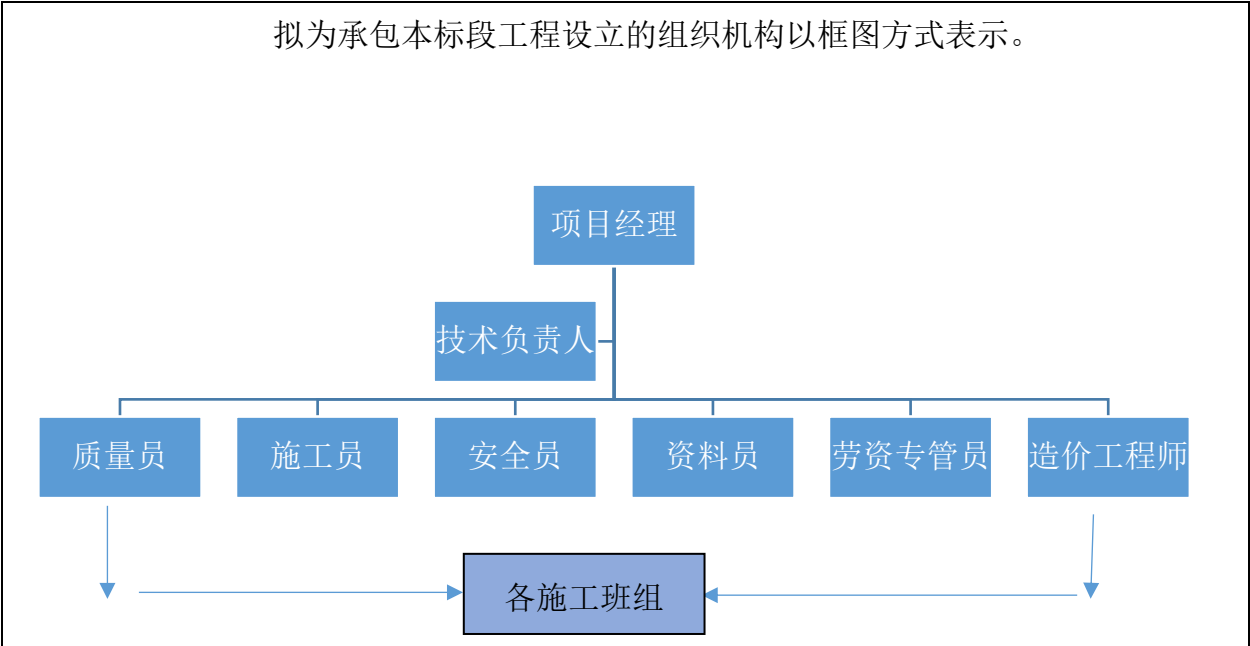 拟为承包本标段工程设立的组织机构以框图方式表示。
项目经理
技术负责人
质量员
施工员
安全员
资料员
劳资专管员
造价工程师
各施工班组